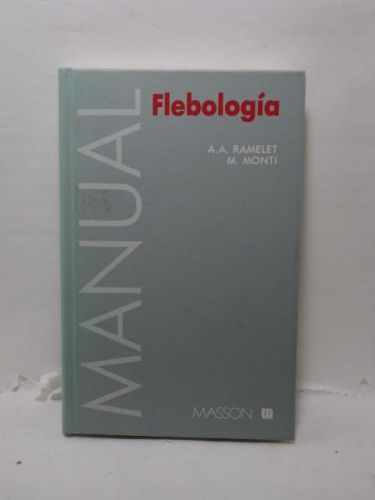 MANUAL
Flebología
A.A. RAMELET
M. MONTI
MASSON